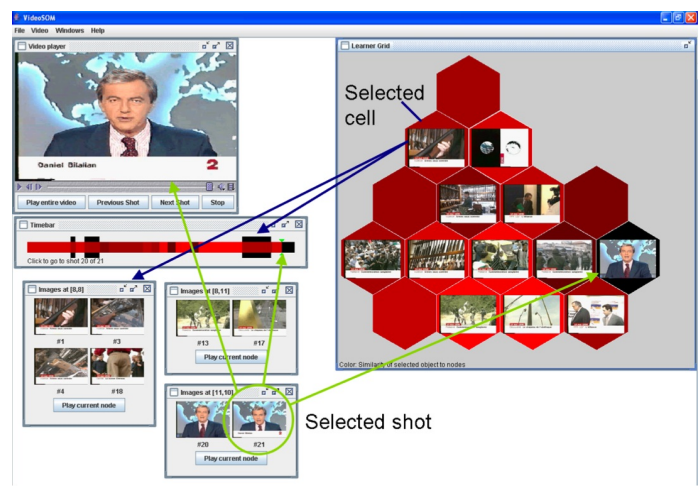 VideoSOM
File Video Windows Help
Video player
Daniel Bilalian
2
Play entire video Previous Shot Next Shot Stop
Timebar
Click to go to shot 20 of 21
Images at [8,8]
#1 #3
#4 #18
Play current node
Images at [8,11]
#13 #17
Play current node
Images at [11,10]
#20 #21
Play current node
Selected shot
Learner Grid
Selected
cell
Color: Similarity of selected object to nodes